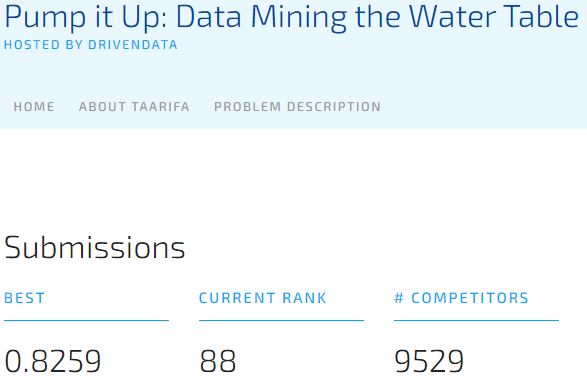 Pump it Up: Data Mining the Water Table
HOSTED BY DRIVENDATA
HOME ABOUT TAARIFA PROBLEM DESCRIPTION
Submissions
BEST CURRENT RANK # COMPETITORS
0.8259 88 9529